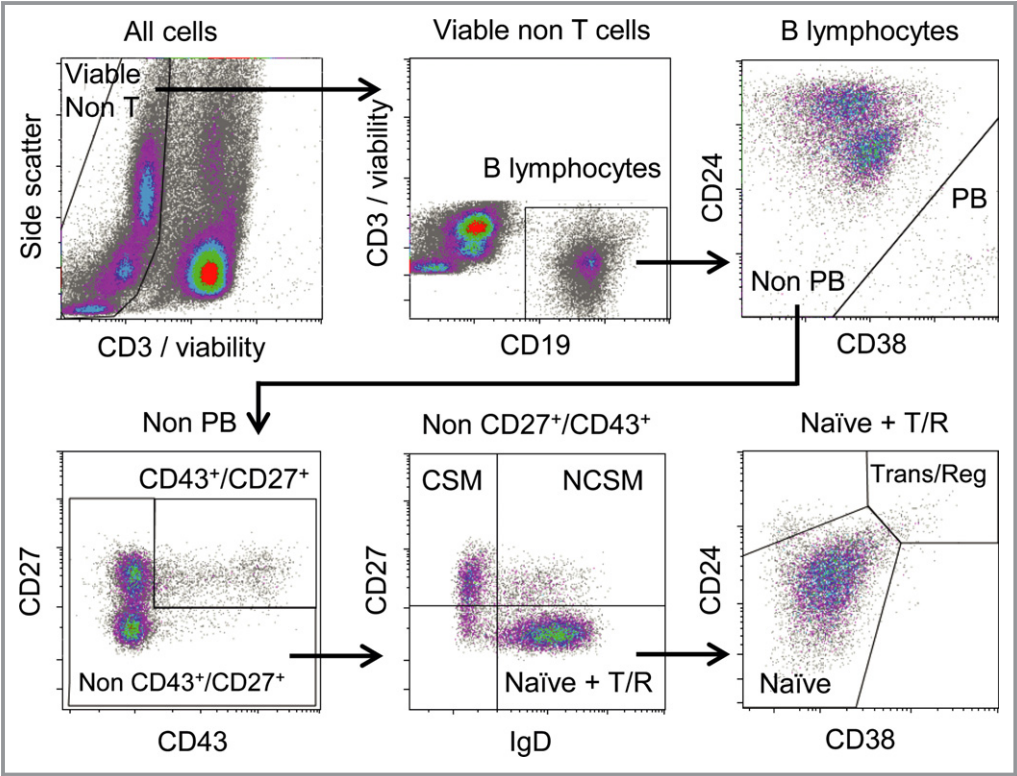 All cells
Viable non T cells
B lymphocytes
Viable
Non T
Side scatter
CD3 / viability
B lymphocytes
CD3 / viability
CD19
CD24
PB
Non PB
CD38
Non PB
CD43⁺/CD27⁺
CD27
Non CD43⁺/CD27⁺
CD43
Non CD27⁺/CD43⁺
CSM
NCSM
CD27
Naïve + T/R
IgD
Naïve + T/R
Trans/Reg
CD24
Naïve
CD38